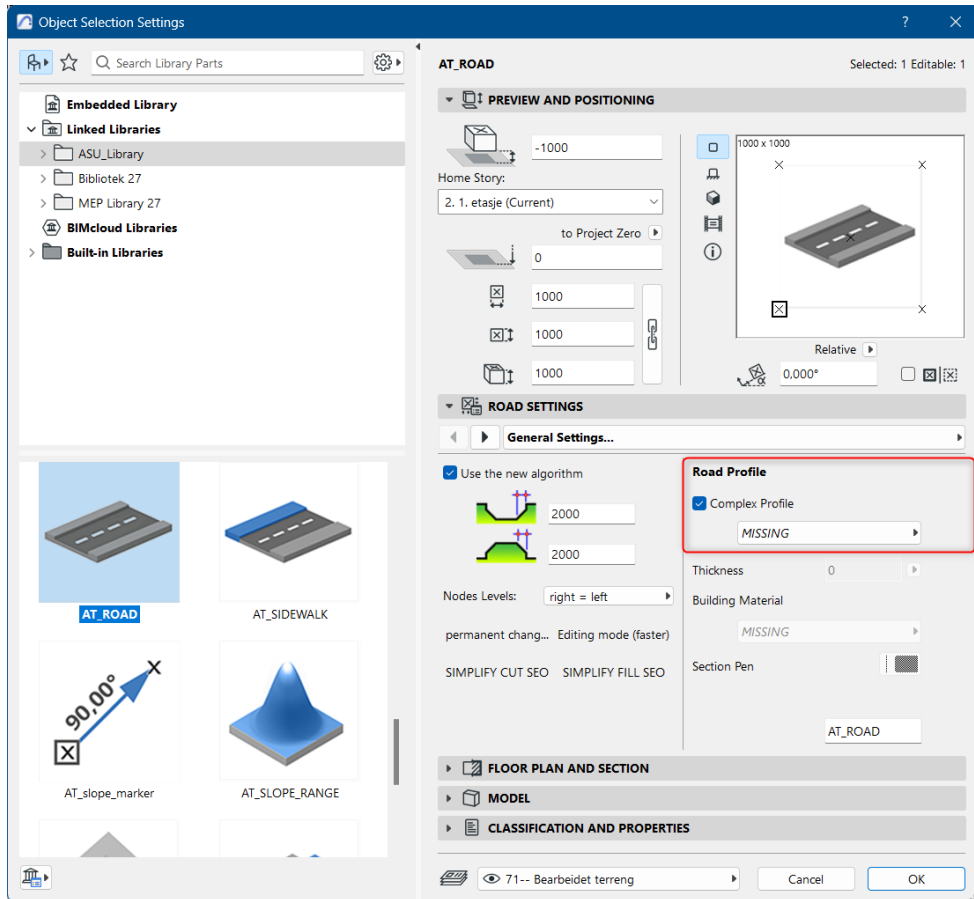 Object Selection Settings
?
Search Library Parts
Embedded Library
Linked Libraries
ASU_Library
Bibliotek 27
MEP Library 27
BIMcloud Libraries
Built-in Libraries
AT_ROAD
AT_SIDEWALK
90,00°
AT_slope_marker
AT_SLOPE_RANGE
AT_ROAD
Selected: 1 Editable: 1
PREVIEW AND POSITIONING
-1000
Home Story:
2. 1. etasje (Current)
to Project Zero
0
1000
1000
1000
1000 x 1000
Relative
α
0,000°
ROAD SETTINGS
General Settings...
Use the new algorithm
2000
2000
Nodes Levels:
right = left
permanent chang...
Editing mode (faster)
SIMPLIFY CUT SEO
SIMPLIFY FILL SEO
Road Profile
Complex Profile
MISSING
Thickness
0
Building Material
MISSING
Section Pen
AT_ROAD
FLOOR PLAN AND SECTION
MODEL
CLASSIFICATION AND PROPERTIES
71-- Bearbeidet terreng
Cancel
OK